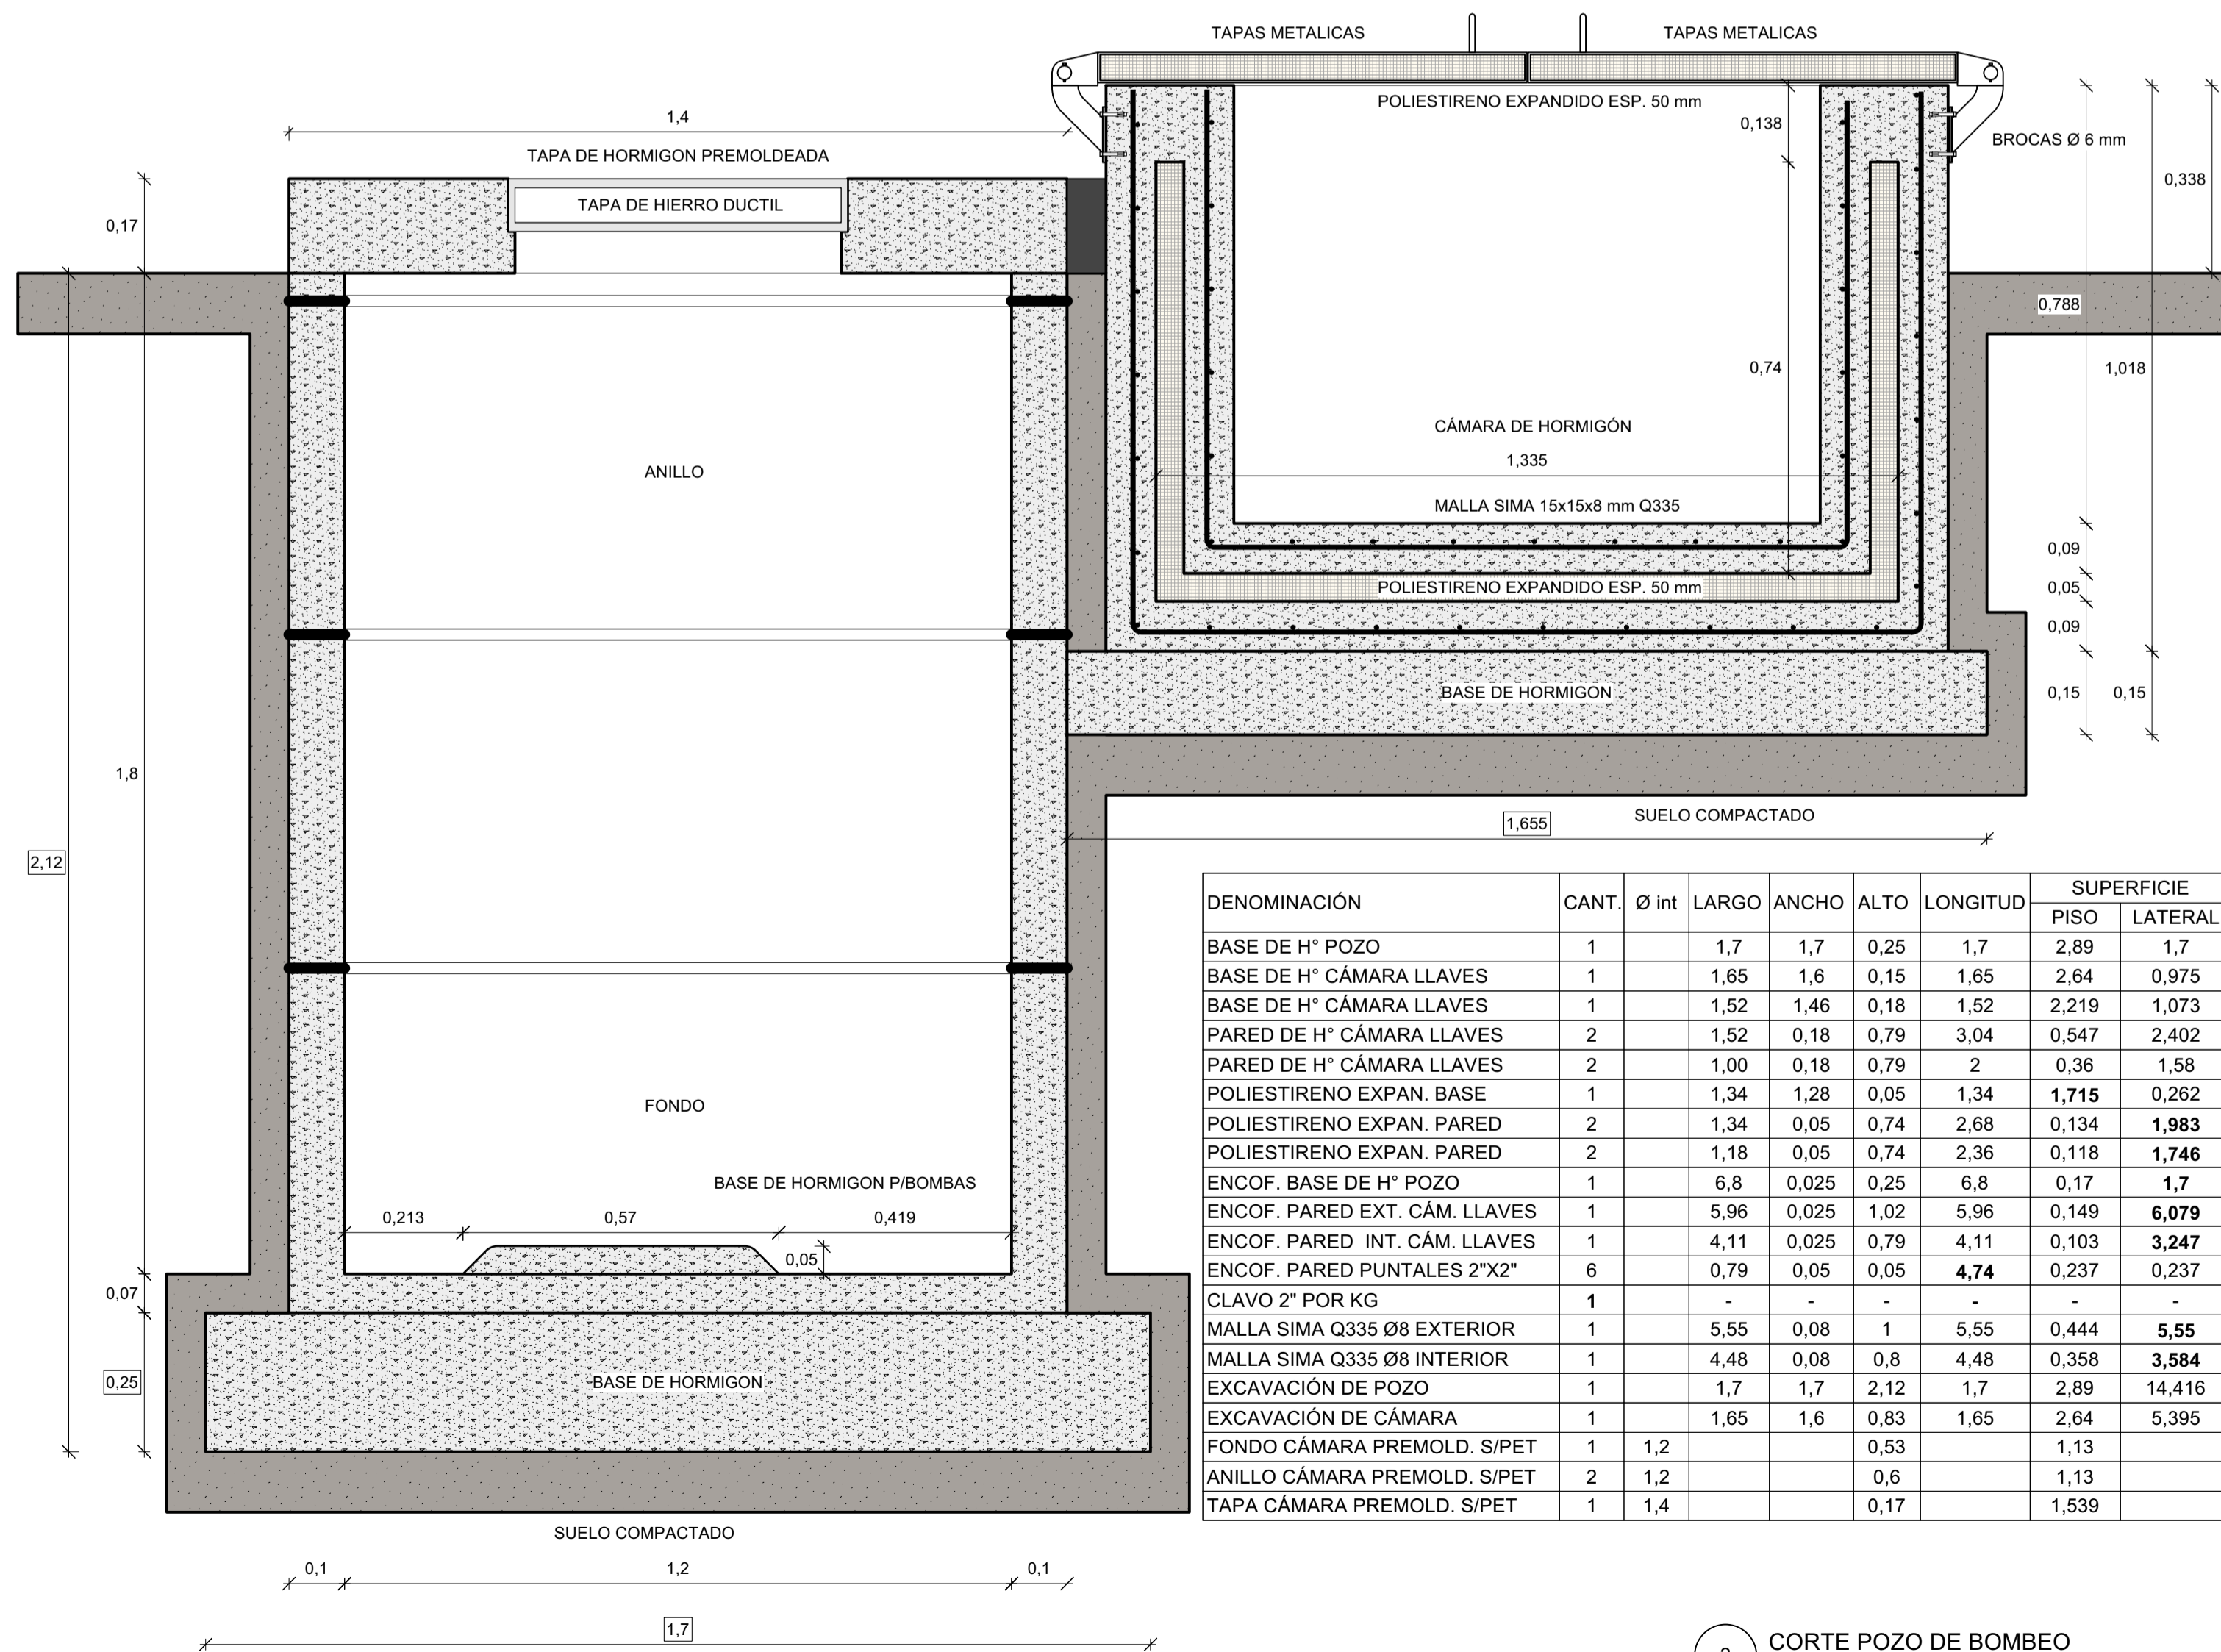 TAPAS METALICAS
TAPAS METALICAS
POLIESTIRENO EXPANDIDO ESP. 50 mm
1,4
0,138
BROCAS Ø 6 mm
TAPA DE HORMIGON PREMOLDEADA
0,338
TAPA DE HIERRO DUCTIL
0,17
0,788
0,74
1,018
CÁMARA DE HORMIGÓN
1,335
ANILLO
MALLA SIMA 15x15x8 mm Q335
0,09
POLIESTIRENO EXPANDIDO ESP. 50 mm
0,05
0,09
BASE DE HORMIGON
0,15
0,15
1,8
SUELO COMPACTADO
1,655
2,12
DENOMINACIÓN CANT. Ø int LARGO ANCHO ALTO LONGITUD SUPERFICIE
PISO LATERAL
BASE DE H° POZO 1 1,7 1,7 0,25 1,7 2,89 1,7
BASE DE H° CÁMARA LLAVES 1 1,65 1,6 0,15 1,65 2,64 0,975
BASE DE H° CÁMARA LLAVES 1 1,52 1,46 0,18 1,52 2,219 1,073
PARED DE H° CÁMARA LLAVES 2 1,52 0,18 0,79 3,04 0,547 2,402
PARED DE H° CÁMARA LLAVES 2 1,00 0,18 0,79 2 0,36 1,58
POLIESTIRENO EXPAN. BASE 1 1,34 1,28 0,05 1,34 1,715 0,262
POLIESTIRENO EXPAN. PARED 2 1,34 0,05 0,74 2,68 0,134 1,983
POLIESTIRENO EXPAN. PARED 2 1,18 0,05 0,74 2,36 0,118 1,746
ENCOF. BASE DE H° POZO 1 6,8 0,025 0,25 6,8 0,17 1,7
ENCOF. PARED EXT. CÁM. LLAVES 1 5,96 0,025 1,02 5,96 0,149 6,079
ENCOF. PARED INT. CÁM. LLAVES 1 4,11 0,025 0,79 4,11 0,103 3,247
ENCOF. PARED PUNTALES 2"X2" 6 0,79 0,05 0,05 4,74 0,237 0,237
CLAVO 2" POR KG 1 - - - - - -
MALLA SIMA Q335 Ø8 EXTERIOR 1 5,55 0,08 1 5,55 0,444 5,55
MALLA SIMA Q335 Ø8 INTERIOR 1 4,48 0,08 0,8 4,48 0,358 3,584
EXCAVACIÓN DE POZO 1 1,7 1,7 2,12 1,7 2,89 14,416
EXCAVACIÓN DE CÁMARA 1 1,65 1,6 0,83 1,65 2,64 5,395
FONDO CÁMARA PREMOLD. S/PET 1 1,2 0,53 1,13
ANILLO CÁMARA PREMOLD. S/PET 2 1,2 0,6 1,13
TAPA CÁMARA PREMOLD. S/PET 1 1,4 0,17 1,539
FONDO
BASE DE HORMIGON P/BOMBAS
0,213 0,57 0,419
0,05
0,07
BASE DE HORMIGON
0,25
SUELO COMPACTADO
0,1 1,2 0,1
1,7
CORTE POZO DE BOMBEO